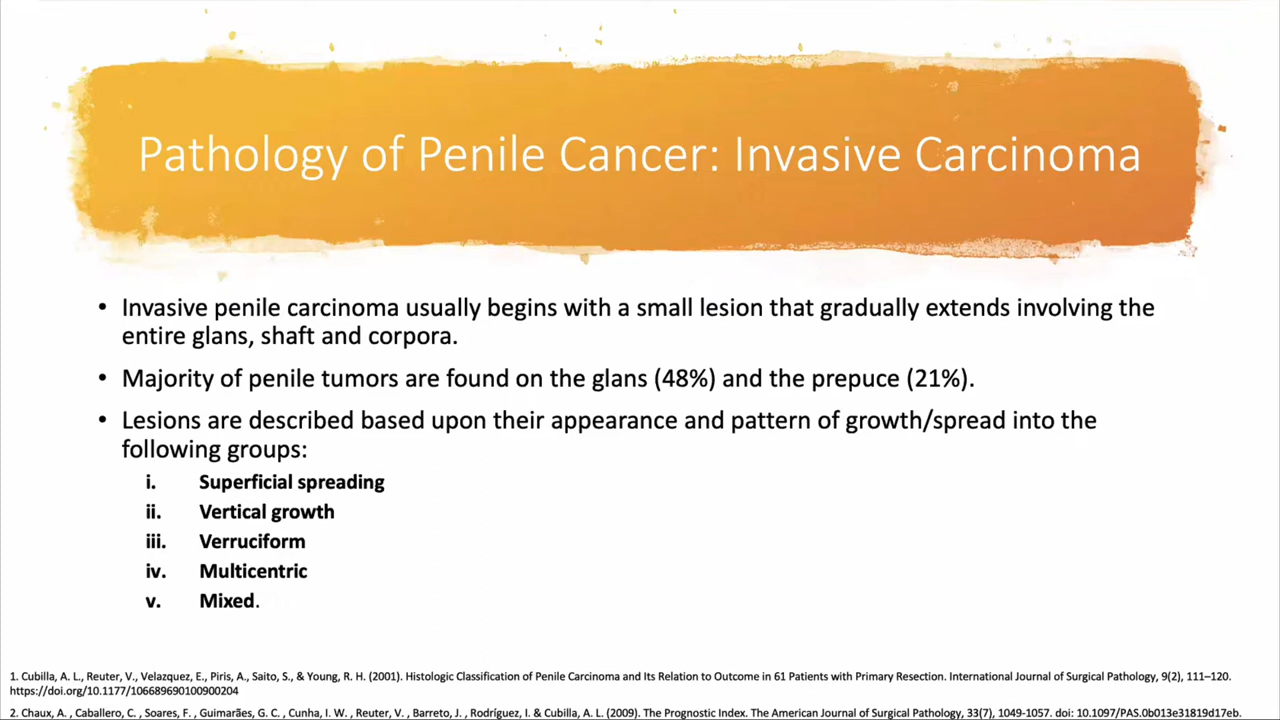 Pathology of Penile Cancer: Invasive Carcinoma
• Invasive penile carcinoma usually begins with a small lesion that gradually extends involving the
entire glans, shaft and corpora.
• Majority of penile tumors are found on the glans (48%) and the prepuce (21%).
• Lesions are described based upon their appearance and pattern of growth/spread into the
following groups:
i. Superficial spreading
ii. Vertical growth
iii. Verruciform
iv. Multicentric
v. Mixed.
1. Cubilla, A. L., Reuter, V., Velazquez, E., Piris, A., Saito, S., & Young, R. H. (2001). Histologic Classification of Penile Carcinoma and Its Relation to Outcome in 61 Patients with Primary Resection. International Journal of Surgical Pathology, 9(2), 111–120.
https://doi.org/10.1177/106689690100900204
2. Chaux, A. , Caballero, C. , Soares, F. , Guimarães, G. C. , Cunha, I. W. , Reuter, V. , Barreto, J. , Rodríguez, I. & Cubilla, A. L. (2009). The Prognostic Index. The American Journal of Surgical Pathology, 33(7), 1049-1057. doi: 10.1097/PAS.0b013e31819d17eb.